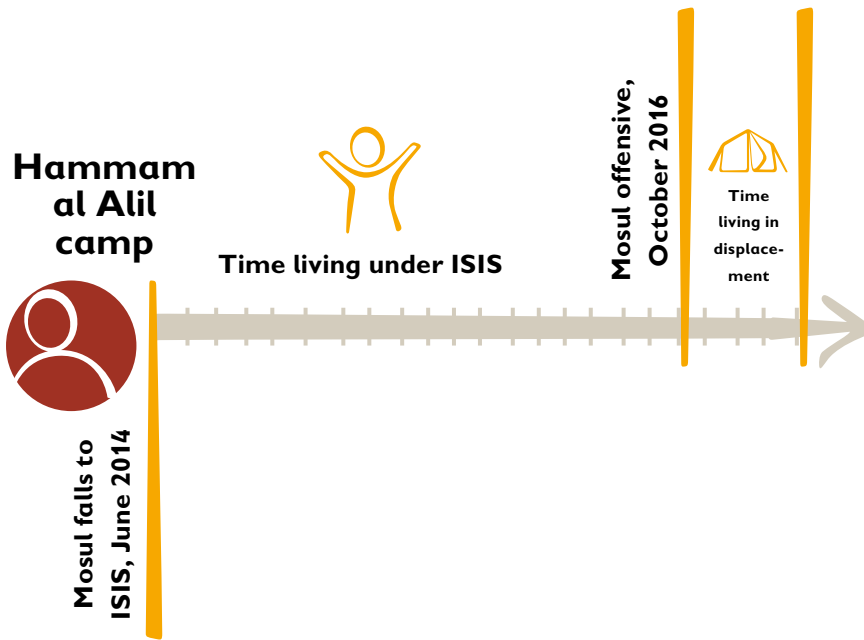 Hammam
al Alil
camp
Mosul falls to
ISIS, June 2014
Time living under ISIS
Mosul offensive,
October 2016
Time
living in
displace-
ment